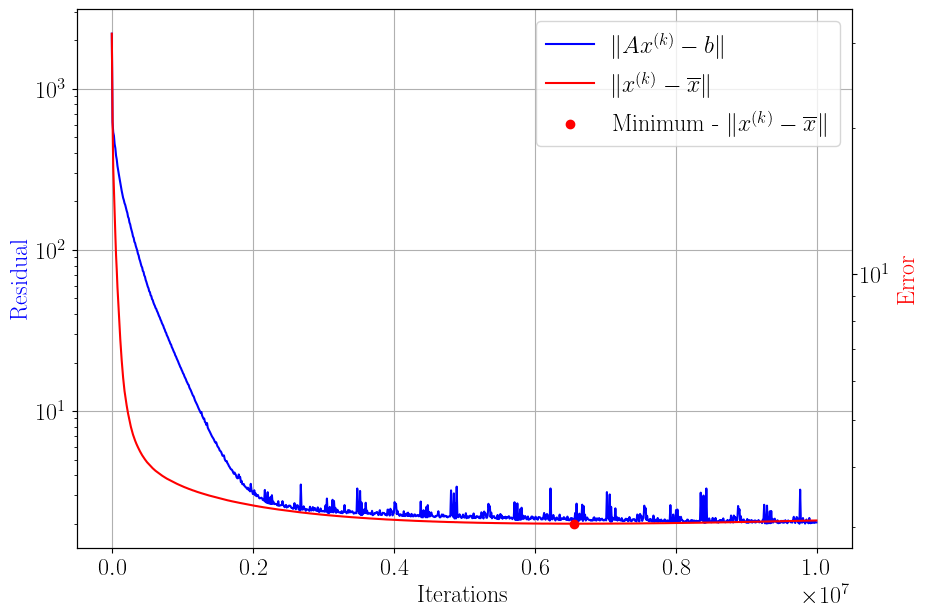 ‖Ax^(k) − b‖
‖x^(k) − x̅‖
Minimum - ‖x^(k) − x̅‖
Residual
10^3
10^2
10^1
10^1
Error
0.0 0.2 0.4 0.6 0.8 1.0
Iterations
×10^7